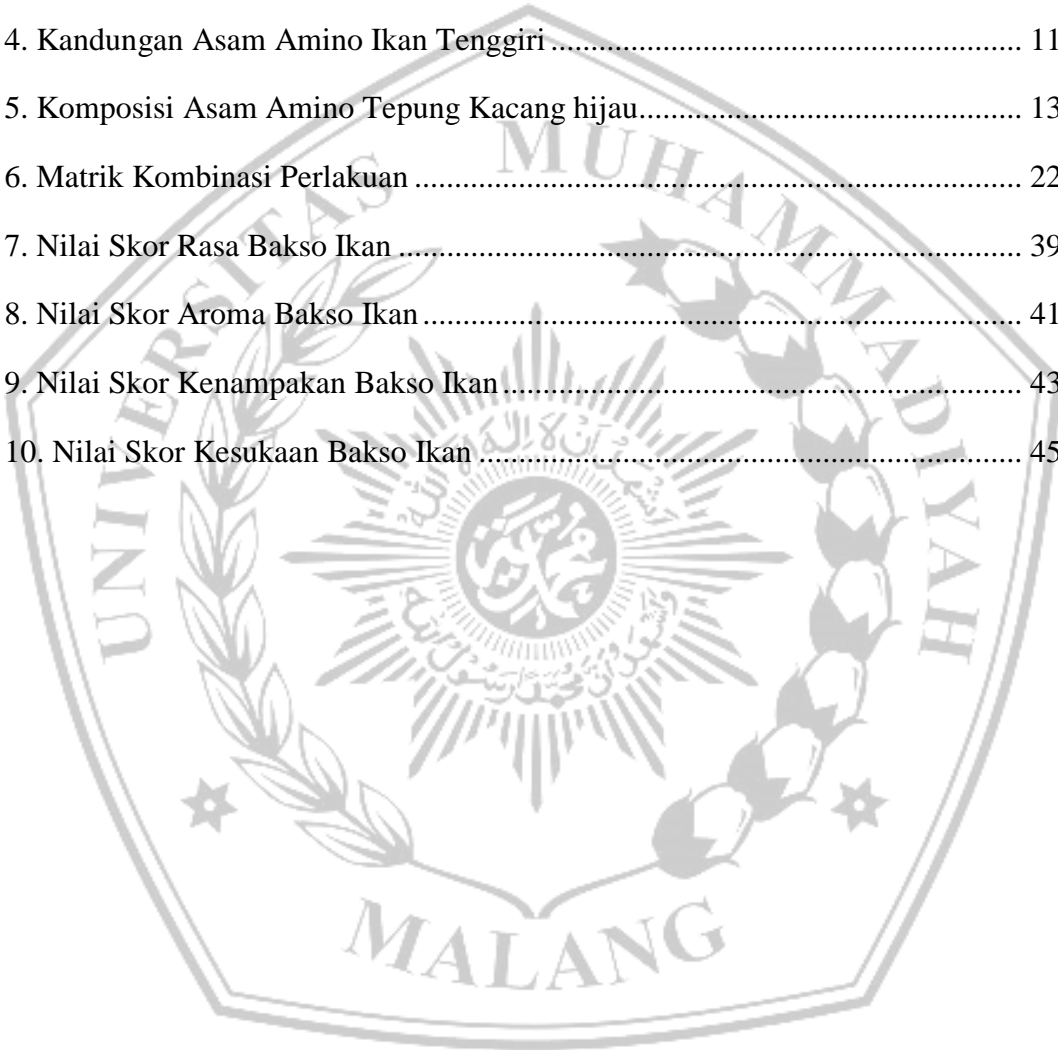 4. Kandungan Asam Amino Ikan Tenggiri ........................................................................ 11
5. Komposisi Asam Amino Tepung Kacang hijau.......................................................... 13
6. Matrik Kombinasi Perlakuan ........................................................................................... 22
7. Nilai Skor Rasa Bakso Ikan ............................................................................................. 39
8. Nilai Skor Aroma Bakso Ikan .......................................................................................... 41
9. Nilai Skor Kenampakan Bakso Ikan ............................................................................... 43
10. Nilai Skor Kesukaan Bakso Ikan .................................................................................. 45
UNIVERSITAS MUHAMMADIYAH
MALANG